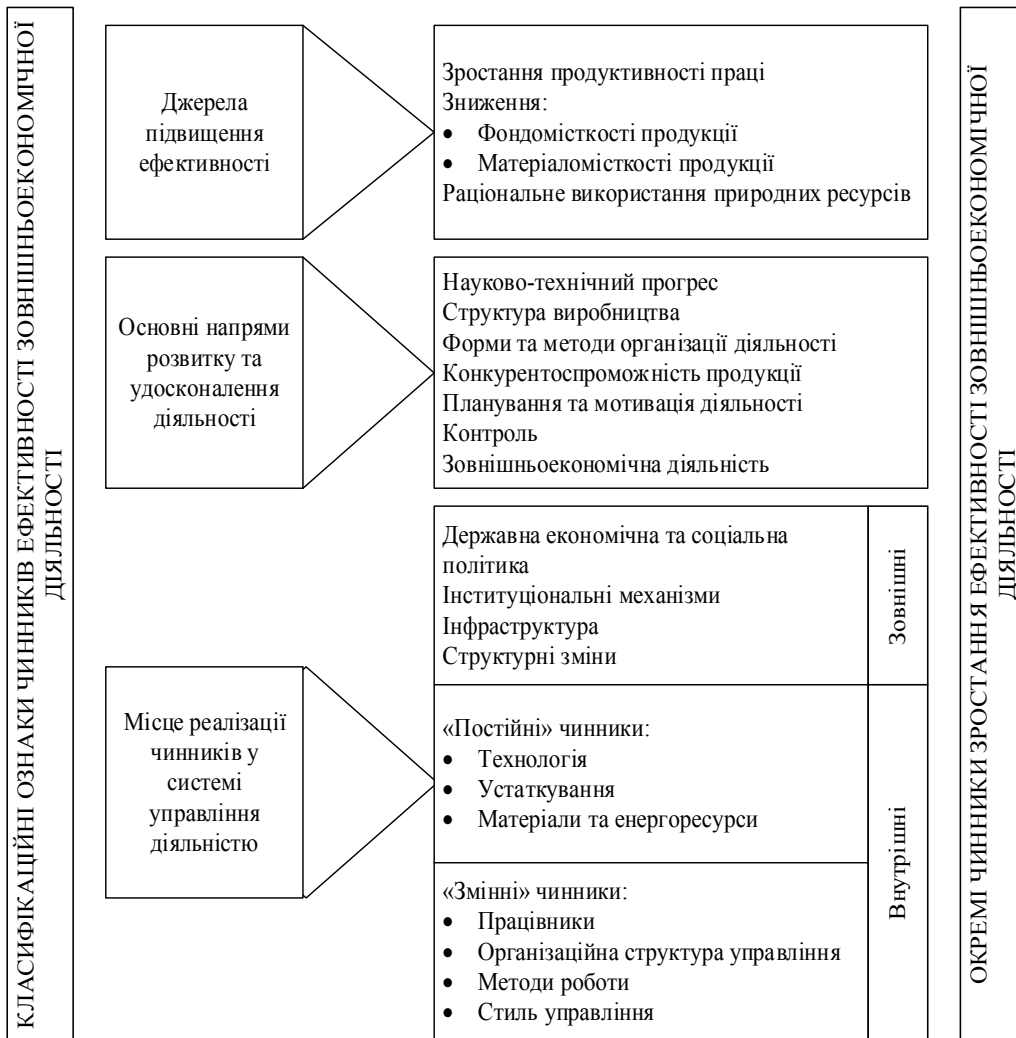 КЛАСИФІКАЦІЙНІ ОЗНАКИ ЧИННИКІВ ЕФЕКТИВНОСТІ ЗОВНІШНЬОЕКОНОМІЧНОЇ
ДІЯЛЬНОСТІ
Джерела
підвищення
ефективності
Зростання продуктивності праці
Зниження:
• Фондомісткості продукції
• Матеріаломісткості продукції
Раціональне використання природних ресурсів
Основні напрями
розвитку та
удосконалення
діяльності
Науково-технічний прогрес
Структура виробництва
Форми та методи організації діяльності
Конкурентоспроможність продукції
Планування та мотивація діяльності
Контроль
Зовнішньоекономічна діяльність
Місце реалізації
чинників у
системі
управління
діяльністю
Державна економічна та соціальна
політика
Інституціональні механізми
Інфраструктура
Структурні зміни
Зовнішні
«Постійні» чинники:
• Технологія
• Устаткування
• Матеріали та енергоресурси
«Змінні» чинники:
• Працівники
• Організаційна структура управління
• Методи роботи
• Стиль управління
Внутрішні
ОКРЕМІ ЧИННИКИ ЗРОСТАННЯ ЕФЕКТИВНОСТІ ЗОВНІШНЬОЕКОНОМІЧНОЇ
ДІЯЛЬНОСТІ